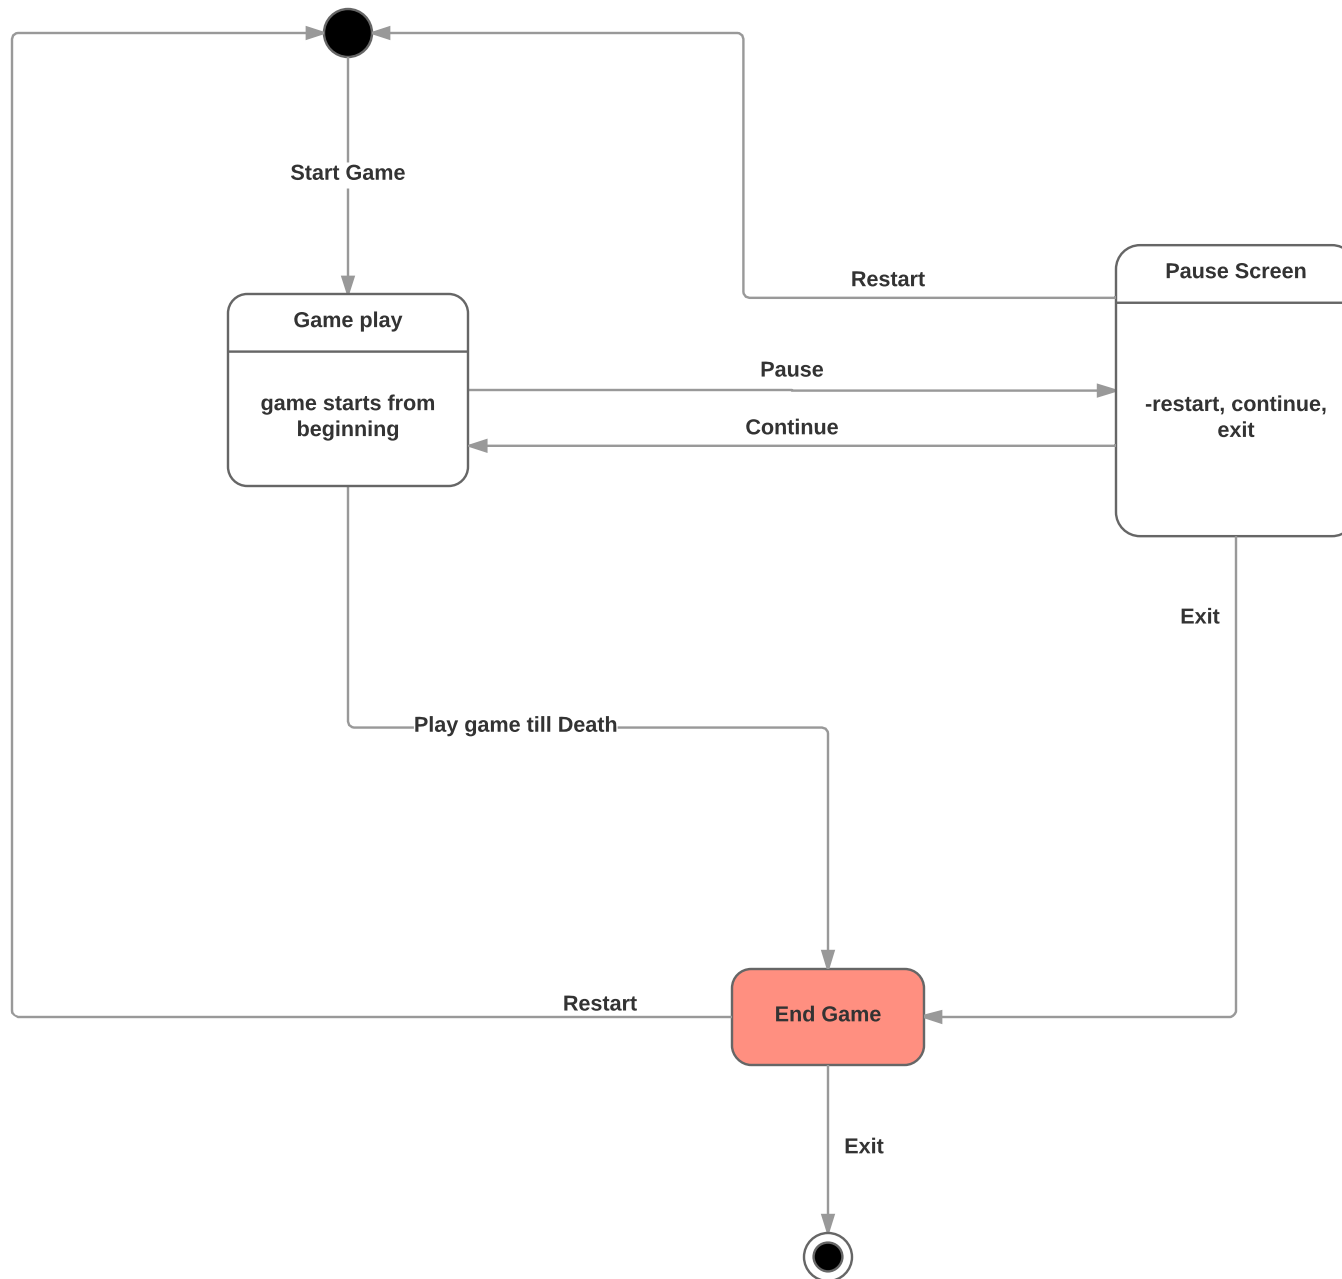 Start Game
Pause Screen
Restart
Game play
Pause
game starts from
beginning
-restart, continue,
exit
Continue
Exit
Play game till Death
Restart
End Game
Exit